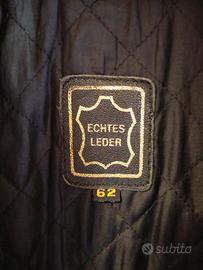 ECHTES
LEDER
62
subito